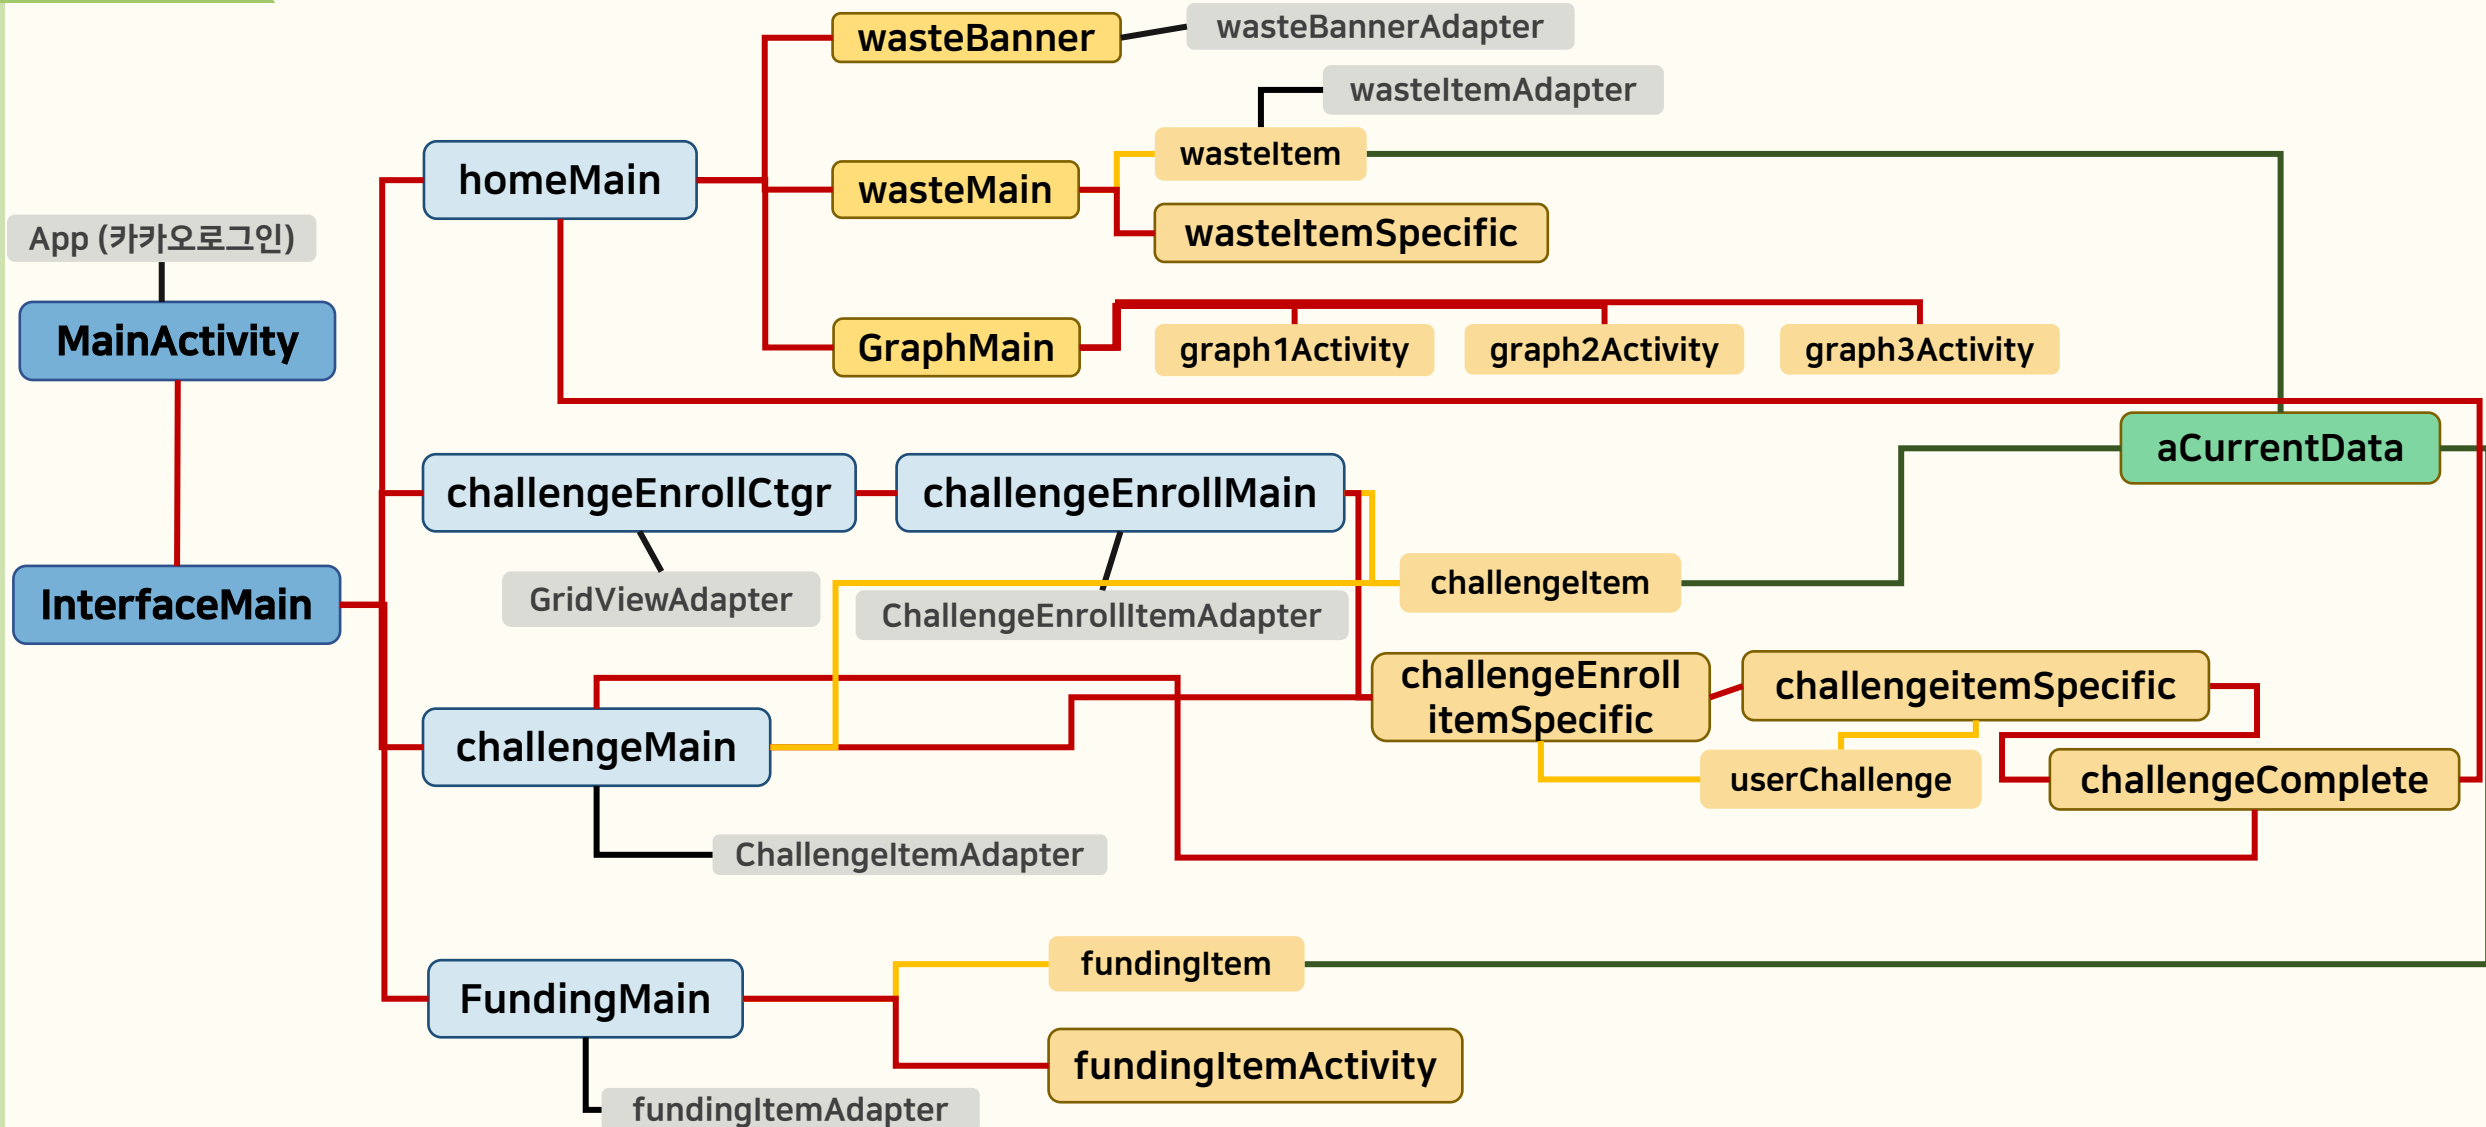 wasteBanner
wasteBannerAdapter
wasteItemAdapter
homeMain
wasteMain
wasteItem
wasteItemSpecific
App (카카오로그인)
MainActivity
GraphMain
graph1Activity
graph2Activity
graph3Activity
aCurrentData
challengeEnrollCtgr
challengeEnrollMain
GridViewAdapter
ChallengeEnrollItemAdapter
challengeItem
InterfaceMain
challengeEnroll
itemSpecific
challengeitemSpecific
challengeMain
userChallenge
challengeComplete
ChallengeItemAdapter
fundingItem
FundingMain
fundingItemActivity
fundingItemAdapter